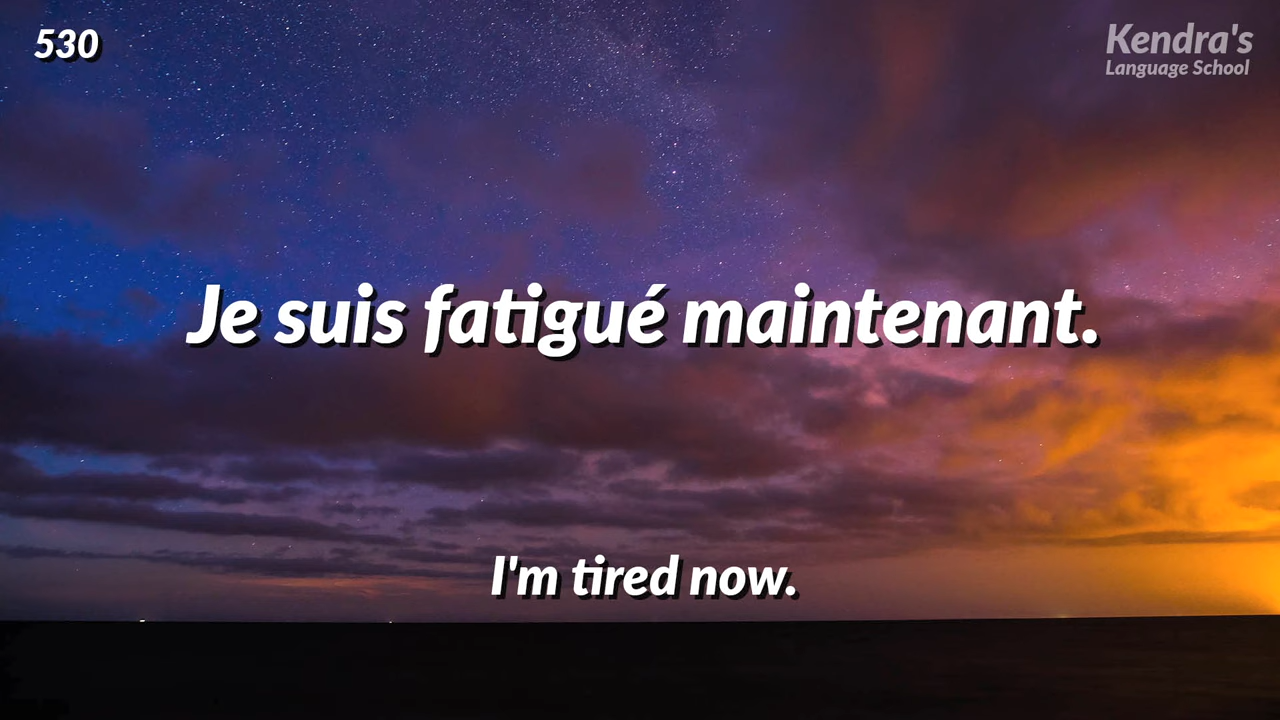 530
Kendra's
Language School
Je suis fatigué maintenant.
I'm tired now.